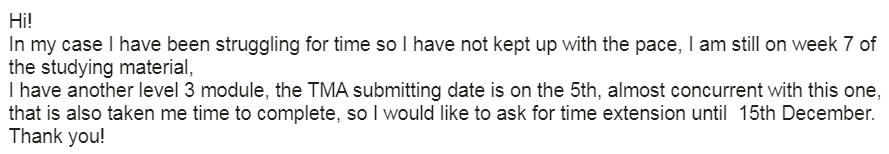 Hi!
In my case I have been struggling for time so I have not kept up with the pace, I am still on week 7 of
the studying material,
I have another level 3 module, the TMA submitting date is on the 5th, almost concurrent with this one,
that is also taken me time to complete, so I would like to ask for time extension until  15th December.
Thank you!